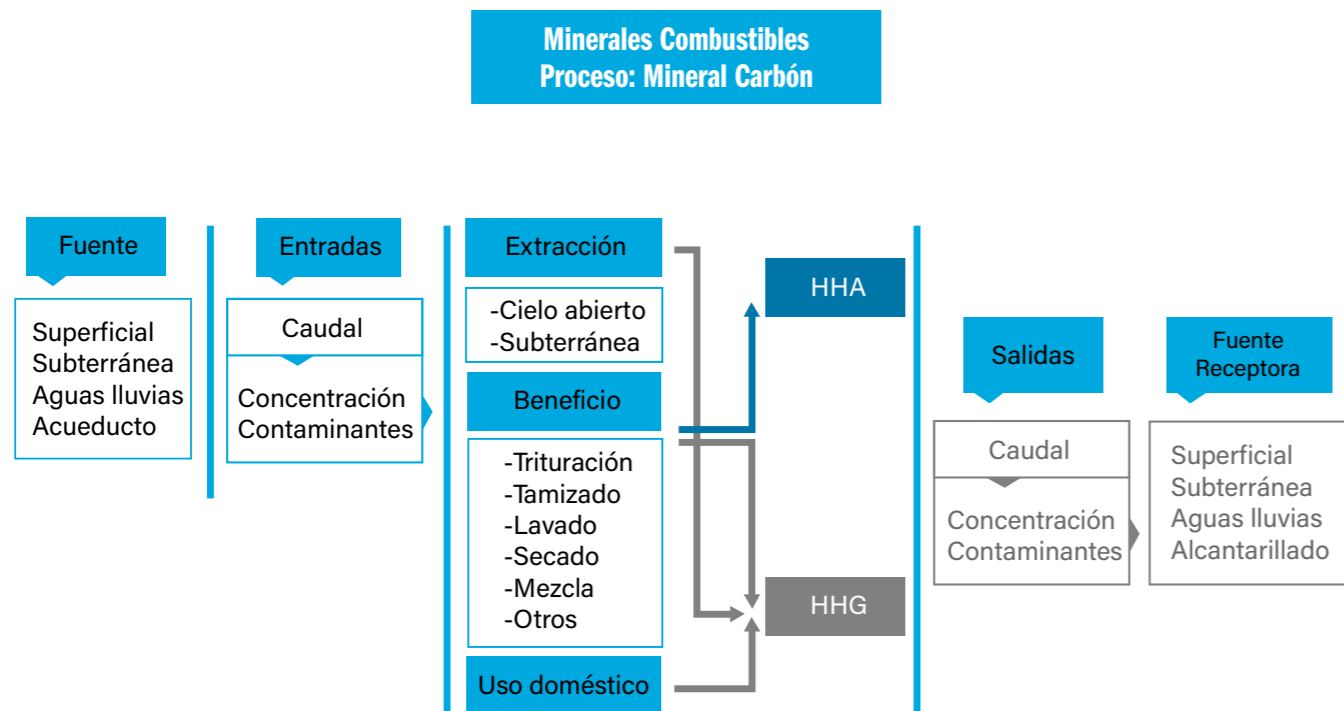 Minerales Combustibles
Proceso: Mineral Carbón
Fuente
Superficial
Subterránea
Aguas lluvias
Acueducto
Entradas
Caudal
Concentración
Contaminantes
Extracción
-Cielo abierto
-Subterránea
Beneficio
-Trituración
-Tamizado
-Lavado
-Secado
-Mezcla
-Otros
Uso doméstico
HHA
HHG
Salidas
Caudal
Concentración
Contaminantes
Fuente
Receptora
Superficial
Subterránea
Aguas lluvias
Alcantarillado